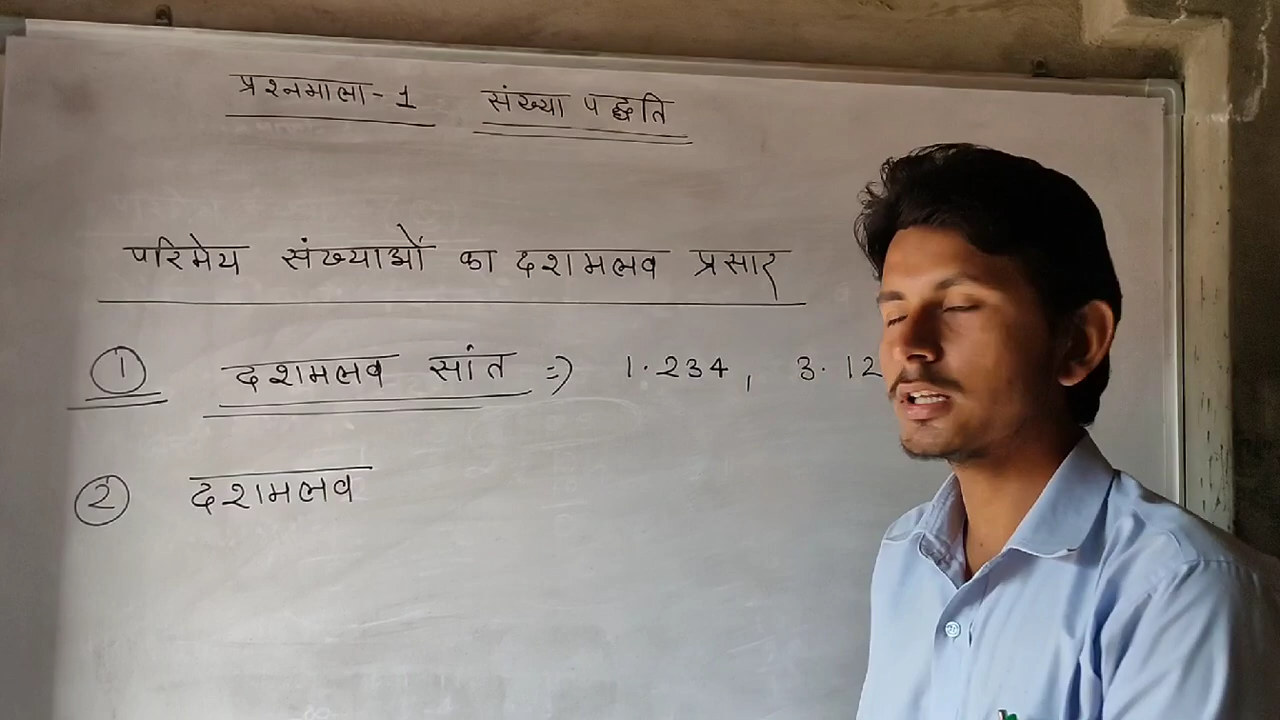 प्रश्नमाला-1 संख्या पद्धति
परिमेय संख्याओं का दशमलव प्रसार
① दशमलव सांत => 1.234, 3.12
② दशमलव